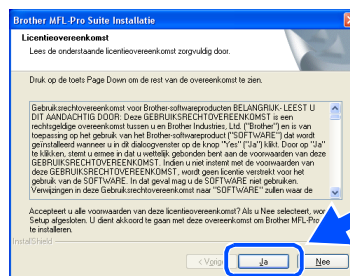 Brother MFL-Pro Suite Installatie
Licentieovereenkomst
Lees de onderstaande licentieovereenkomst zorgvuldig door.
Druk op de toets Page Down om de rest van de overeenkomst te zien.
Gebruiksrechtovereenkomst voor Brother-softwareproducten BELANGRIJK- LEEST U
DIT AANDACHTIG DOOR: Deze GEBRUIKSRECHTOVEREENKOMST is een
rechtsgeldige overeenkomst tussen u en Brother Industries, Ltd. ("Brother") en is van
toepassing op het gebruik van het Brother-softwareproduct ("SOFTWARE") dat wordt
geïnstalleerd wanneer u in dit dialoogvenster op de knop "Yes" ("Ja") klikt. Door op "Ja"
te klikken, stemt u ermee in dat u wettelijk gebonden bent aan de voorwaarden van deze
GEBRUIKSRECHTOVEREENKOMST. Indien u niet instemt met de voorwaarden van
deze GEBRUIKSRECHTOVEREENKOMST, wordt geen licentie verstrekt voor het
gebruik van de SOFTWARE. In dat geval mag u de SOFTWARE niet gebruiken.
Verwijzingen in deze Gebruiksrechtovereenkomst naar "SOFTWARE" zullen waar de
Accepteert u alle voorwaarden van deze licentieovereenkomst? Als u Nee selecteert, wor
Setup afgesloten. U dient akkoord te gaan met deze overeenkomst om Brother MFL-Pro
te installeren.
InstallShield
< Vorige Ja Nee